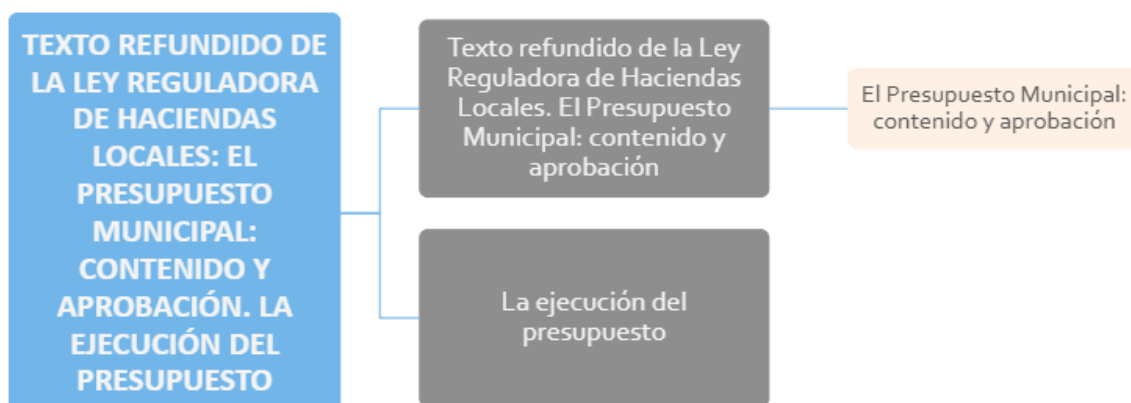 TEXTO REFUNDIDO DE
LA LEY REGULADORA
DE HACIENDAS
LOCALES: EL
PRESUPUESTO
MUNICIPAL:
CONTENIDO Y
APROBACIÓN. LA
EJECUCIÓN DEL
PRESUPUESTO
Texto refundido de la Ley
Reguladora de Haciendas
Locales. El Presupuesto
Municipal: contenido y
aprobación
El Presupuesto Municipal:
contenido y aprobación
La ejecución del
presupuesto